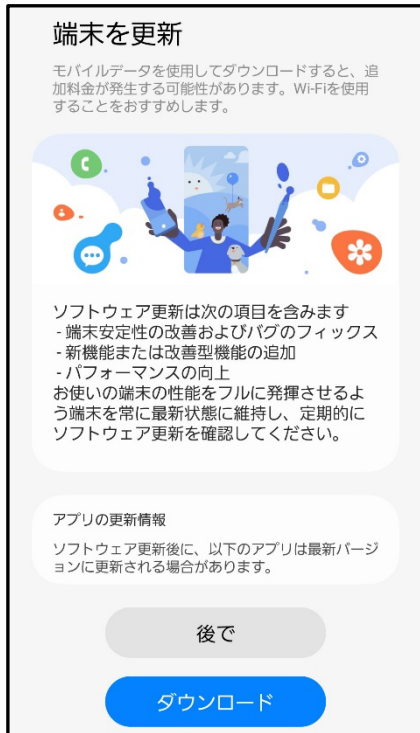 端末を更新
モバイルデータを使用してダウンロードすると、追
加料金が発生する可能性があります。Wi-Fiを使用
することをおすすめします。
ソフトウェア更新は次の項目を含みます
- 端末安定性の改善およびバグのフィックス
- 新機能または改善型機能の追加
- パフォーマンスの向上
お使いの端末の性能をフルに発揮させるよ
う端末を常に最新状態に維持し、定期的に
ソフトウェア更新を確認してください。
アプリの更新情報
ソフトウェア更新後に、以下のアプリは最新バージ
ョンに更新される場合があります。
後で
ダウンロード